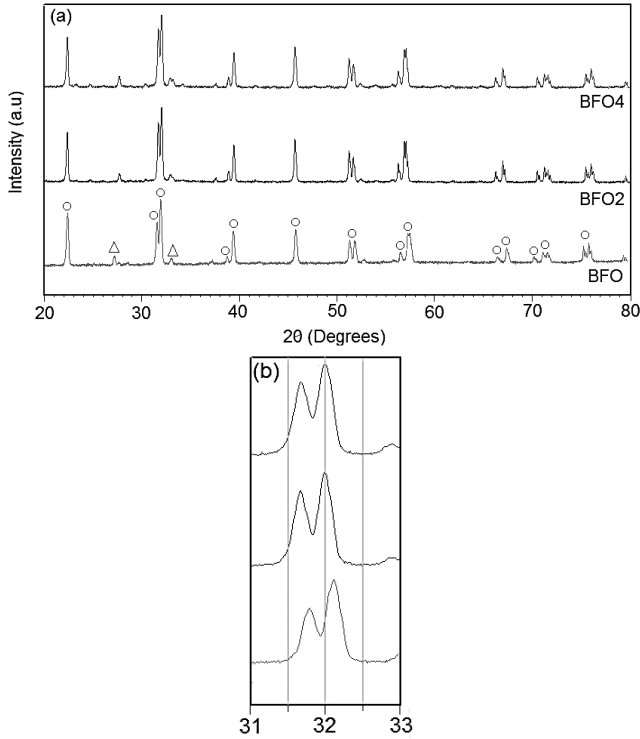 (a)
Intensity (a.u)
BFO4
BFO2
BFO
20 30 40 50 60 70 80
2θ (Degrees)
(b)
31 32 33